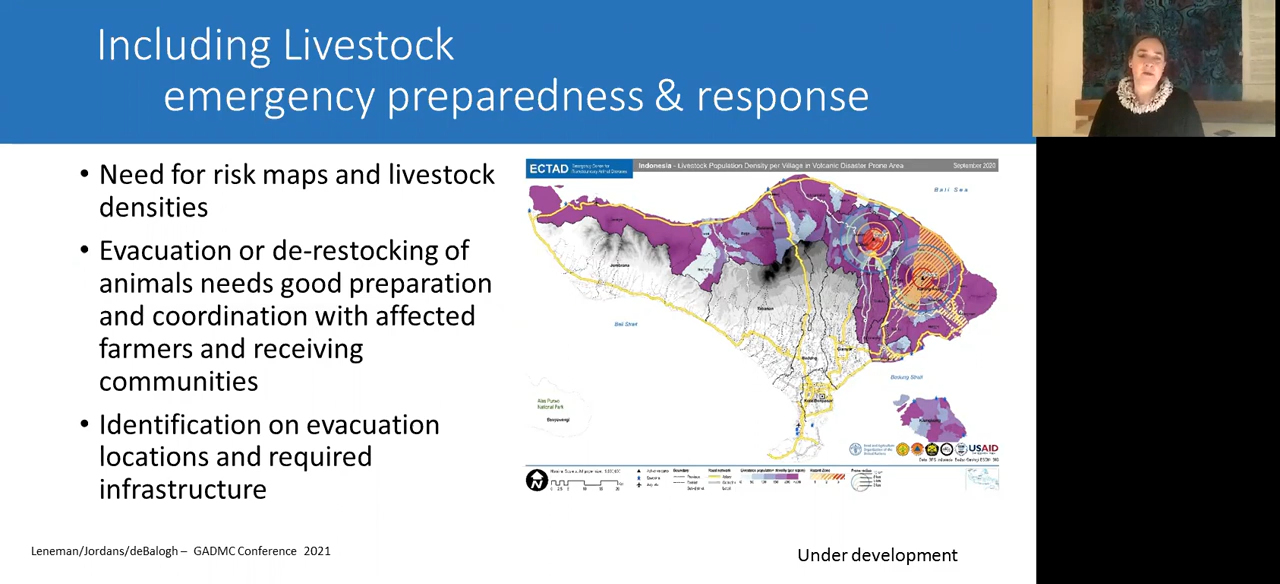 Including Livestock
emergency preparedness & response
• Need for risk maps and livestock
densities
• Evacuation or de-restocking of
animals needs good preparation
and coordination with affected
farmers and receiving
communities
• Identification on evacuation
locations and required
infrastructure
ECTAD
Indonesia - Livestock Population Density per Village in Volcanic Disaster Prone Area
September 2020
Bali Sea
Bali Strait
Badung Strait
National Park
Banyuwangi
USAID
N
Leneman/Jordans/deBalogh – GADMC Conference 2021
Under development